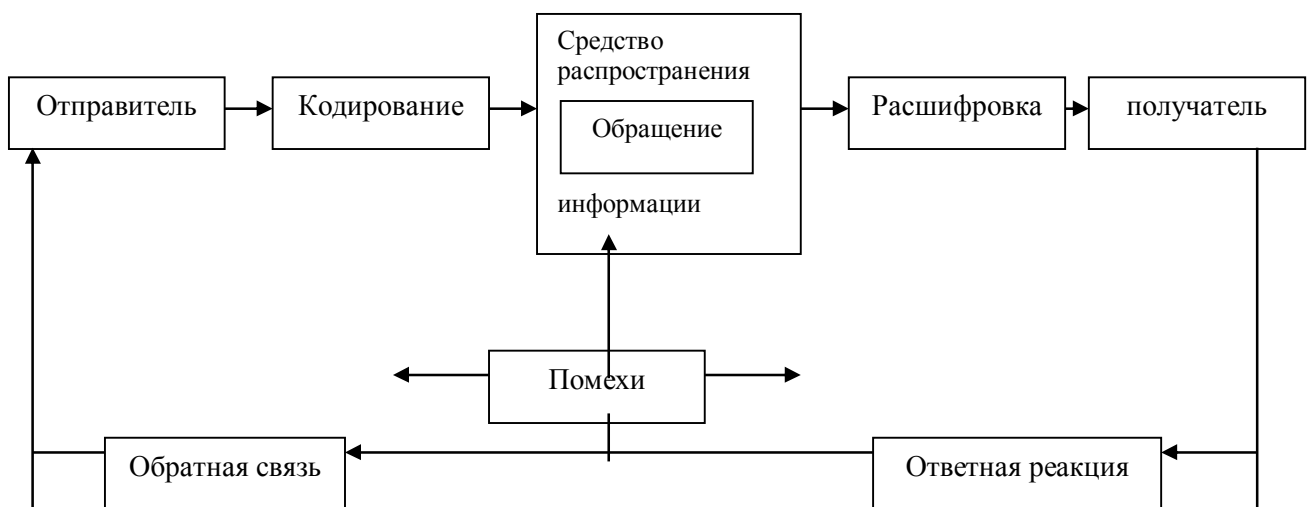 Отправитель
Кодирование
Средство
распространения
Обращение
информации
Расшифровка
получатель
Помехи
Обратная связь
Ответная реакция